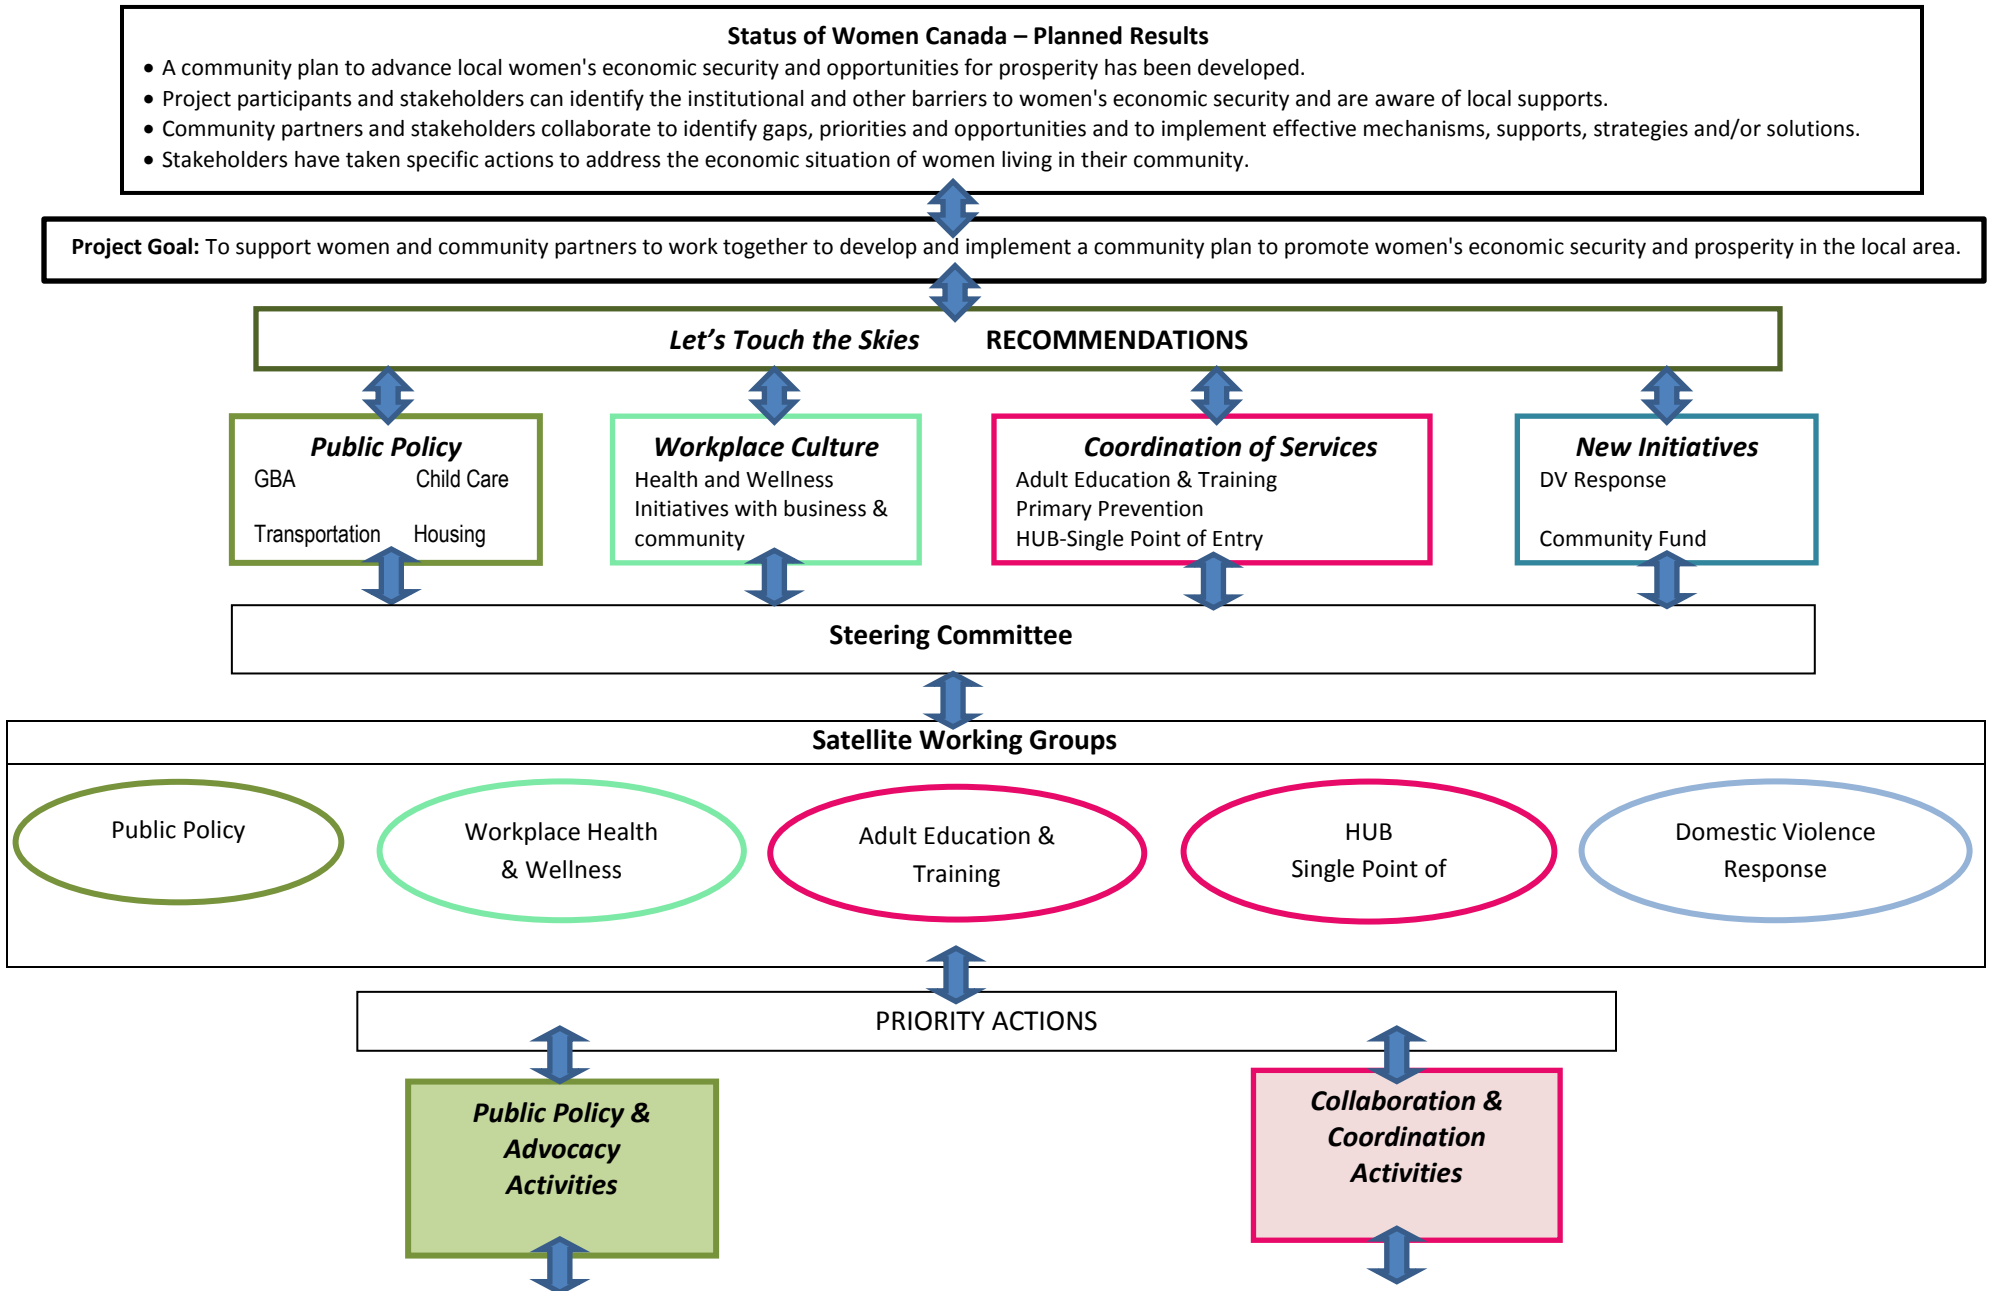 Status of Women Canada – Planned Results
• A community plan to advance local women's economic security and opportunities for prosperity has been developed.
• Project participants and stakeholders can identify the institutional and other barriers to women's economic security and are aware of local supports.
• Community partners and stakeholders collaborate to identify gaps, priorities and opportunities and to implement effective mechanisms, supports, strategies and/or solutions.
• Stakeholders have taken specific actions to address the economic situation of women living in their community.
Project Goal: To support women and community partners to work together to develop and implement a community plan to promote women's economic security and prosperity in the local area.
Let's Touch the Skies RECOMMENDATIONS
Public Policy
GBA Child Care
Transportation Housing
Workplace Culture
Health and Wellness
Initiatives with business &
community
Coordination of Services
Adult Education & Training
Primary Prevention
HUB-Single Point of Entry
New Initiatives
DV Response
Community Fund
Steering Committee
Satellite Working Groups
Public Policy
Workplace Health
& Wellness
Adult Education &
Training
HUB
Single Point of
Domestic Violence
Response
PRIORITY ACTIONS
Public Policy &
Advocacy
Activities
Collaboration &
Coordination
Activities